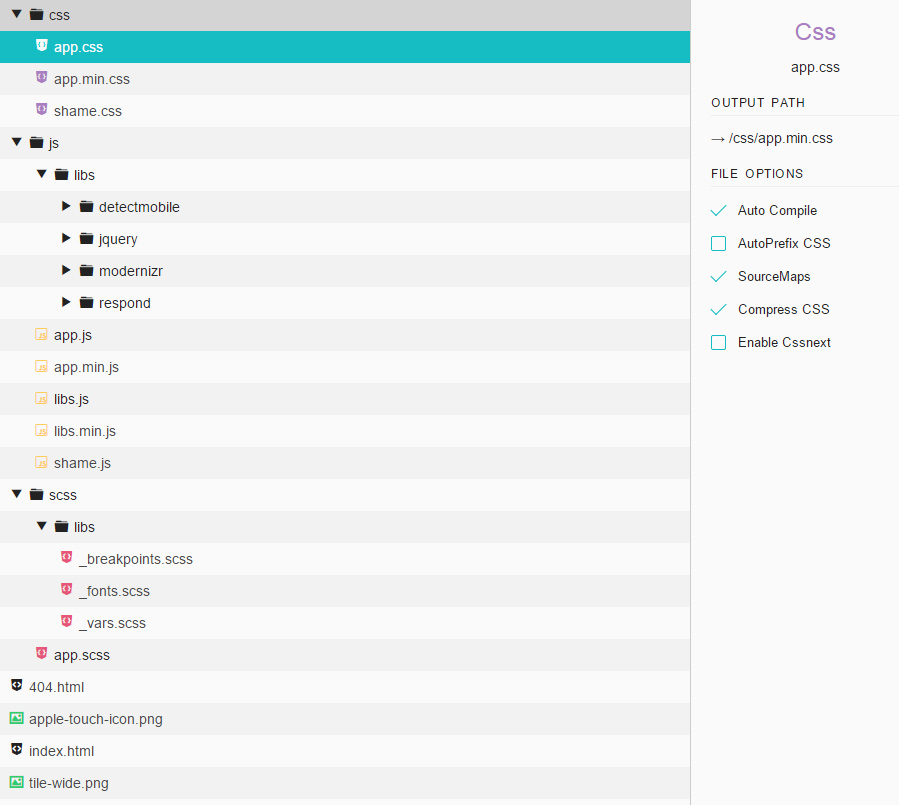 css
app.css
app.min.css
shame.css
js
libs
detectmobile
jquery
modernizr
respond
app.js
app.min.js
libs.js
libs.min.js
shame.js
scss
libs
_breakpoints.scss
_fonts.scss
_vars.scss
app.scss
404.html
apple-touch-icon.png
index.html
tile-wide.png
Css
app.css
OUTPUT PATH
→ /css/app.min.css
FILE OPTIONS
Auto Compile
AutoPrefix CSS
SourceMaps
Compress CSS
Enable Cssnext